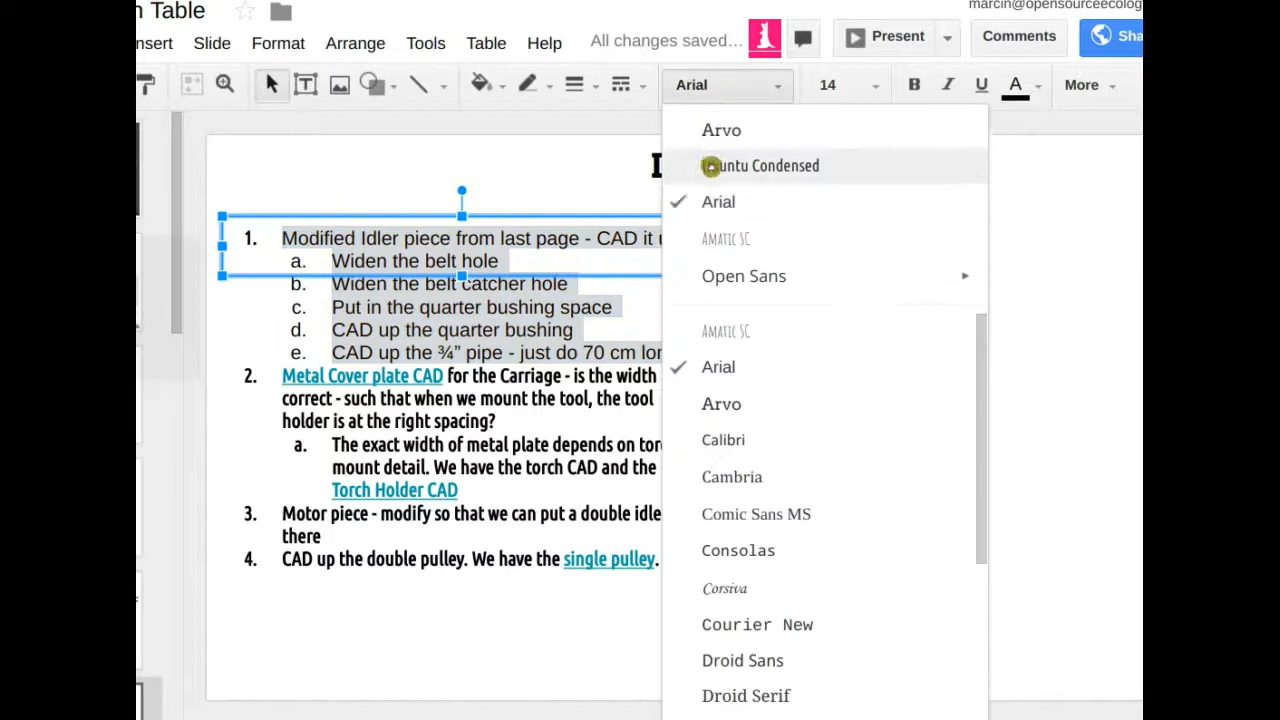 n Table
marcin@opensourceecolog
nsert Slide Format Arrange Tools Table Help All changes saved… Present Comments Sha
Arial 14 B I U A More
Arvo
Ubuntu Condensed
Arial
Amatic SC
Open Sans
Amatic SC
Arial
Arvo
Calibri
Cambria
Comic Sans MS
Consolas
Corsiva
Courier New
Droid Sans
Droid Serif
1. Modified Idler piece from last page - CAD it u
a. Widen the belt hole
b. Widen the belt catcher hole
c. Put in the quarter bushing space
d. CAD up the quarter bushing
e. CAD up the ¾” pipe - just do 70 cm lon
2. Metal Cover plate CAD for the Carriage - is the width
correct - such that when we mount the tool, the tool
holder is at the right spacing?
a. The exact width of metal plate depends on tor
mount detail. We have the torch CAD and the
Torch Holder CAD
3. Motor piece - modify so that we can put a double idle
there
4. CAD up the double pulley. We have the single pulley.